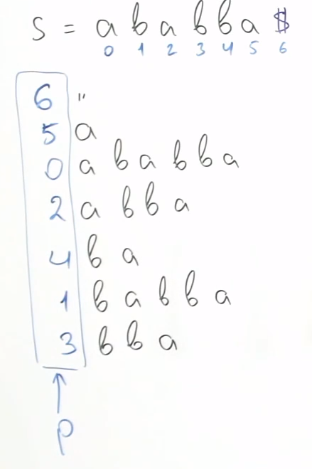 S = a b a b b a $
0 1 2 3 4 5 6
6 "
5 a
0 a b a b b a
2 a b b a
4 b a
1 b a b b a
3 b b a
p